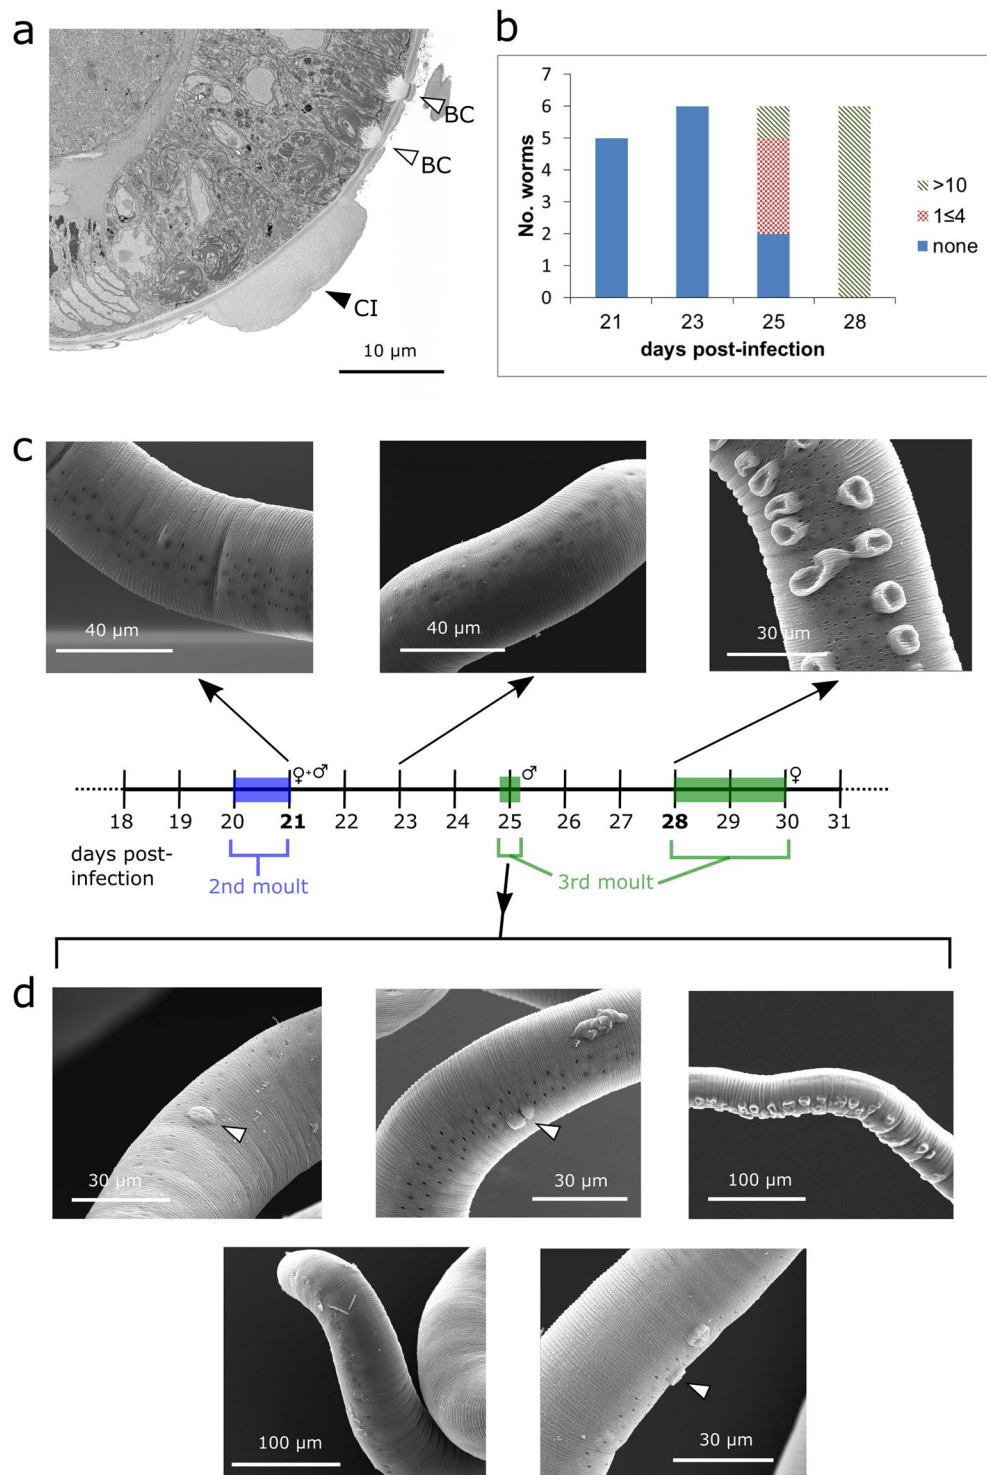 a
BC
BC
CI
10 µm
b
No. worms
7
6
5
4
3
2
1
0
21 23 25 28
days post-infection
>10
1≤4
none
c
40 µm
40 µm
30 µm
♀+♂ ♂ ♀
18 19 20 21 22 23 24 25 26 27 28 29 30 31
days post-
infection
2nd moult
3rd moult
d
30 µm
30 µm
100 µm
100 µm
30 µm